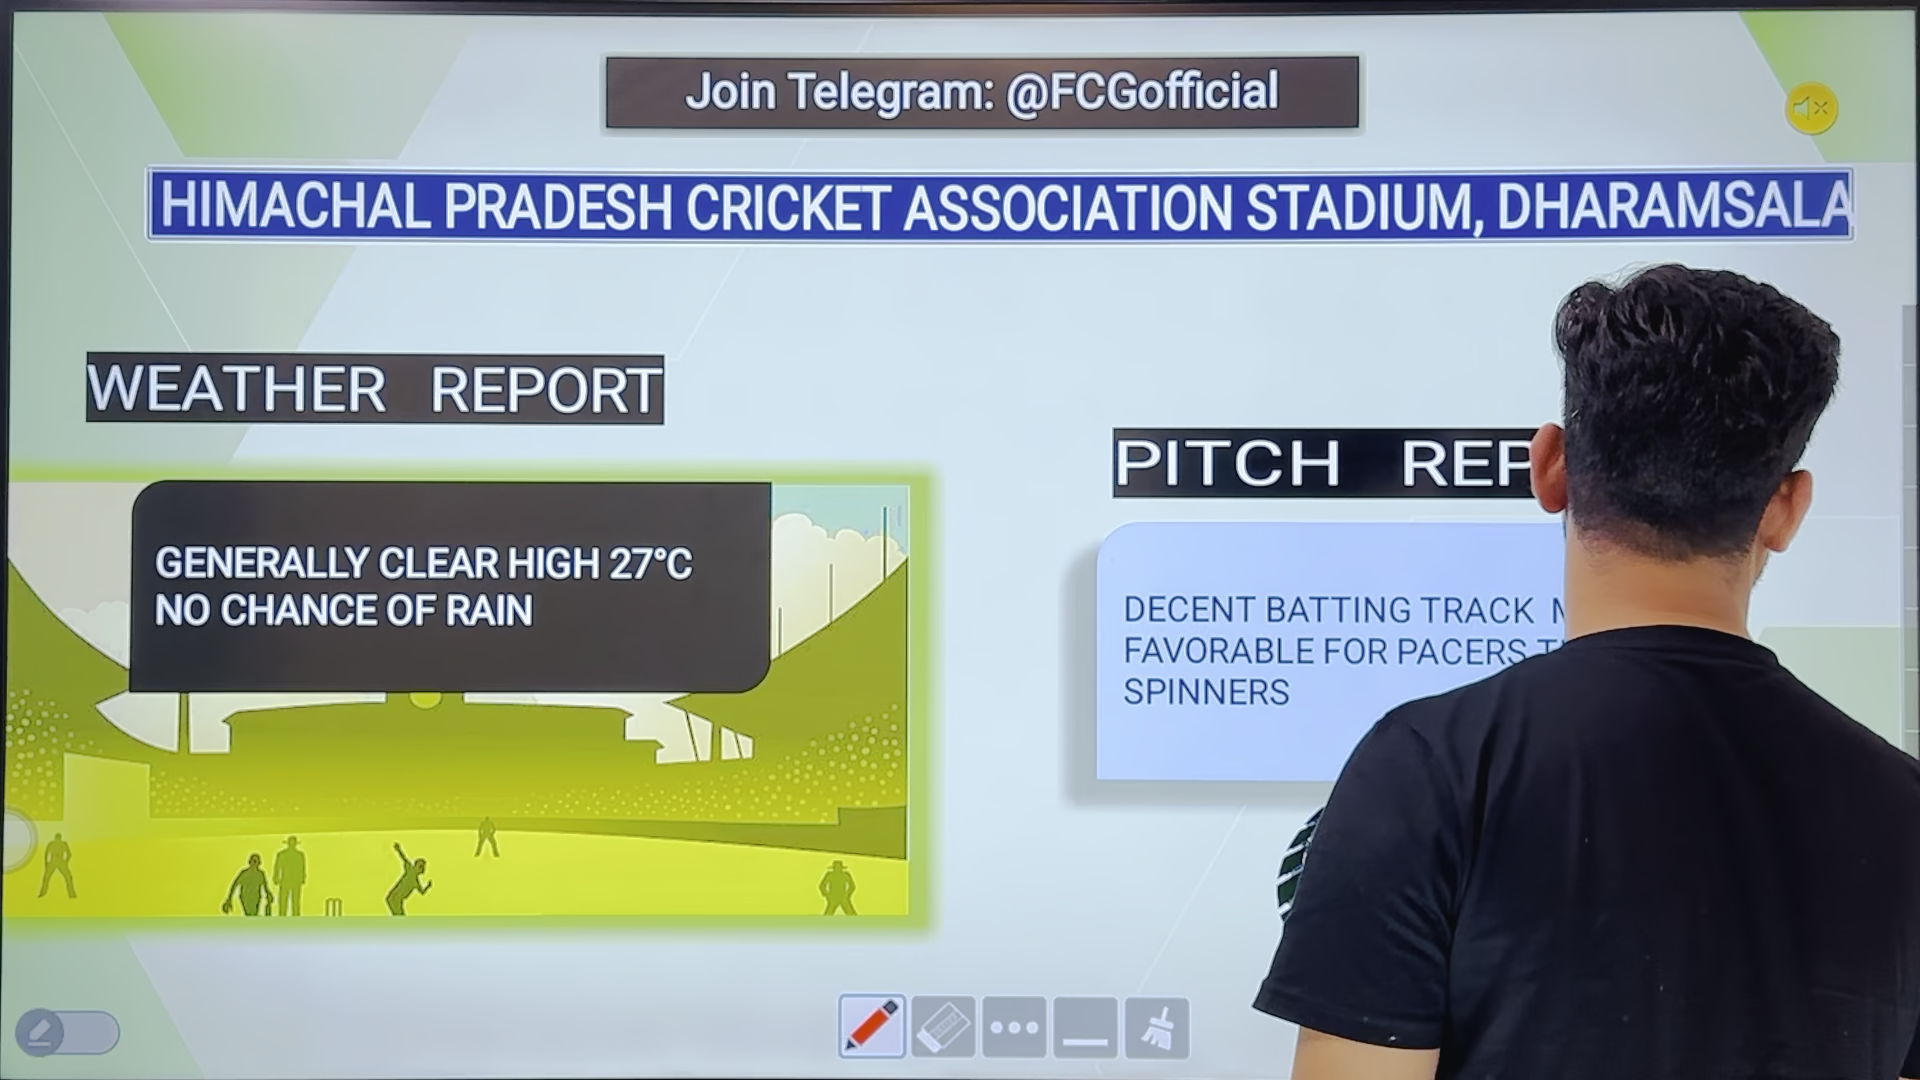 Join Telegram: @FCGofficial
HIMACHAL PRADESH CRICKET ASSOCIATION STADIUM, DHARAMSALA
WEATHER REPORT
GENERALLY CLEAR HIGH 27°C
NO CHANCE OF RAIN
PITCH
DECENT BATTING TRACK
FAVORABLE FOR PACERS
SPINNERS